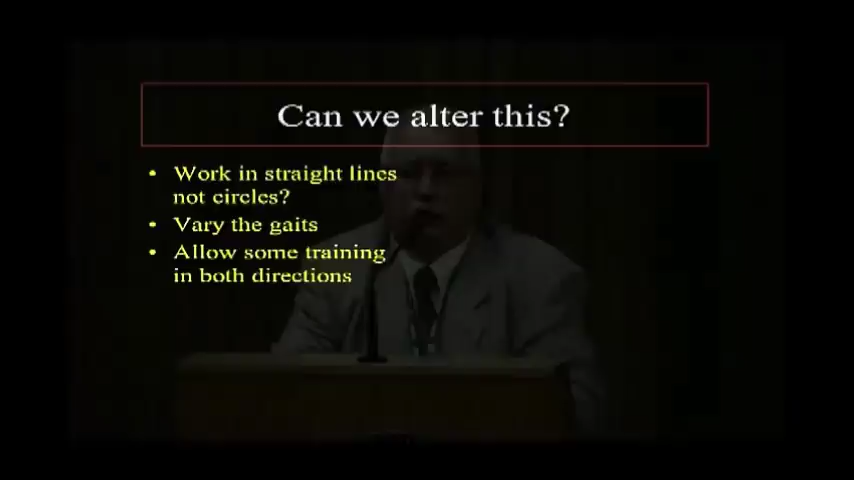 Can we alter this?
• Work in straight lines
not circles?
• Vary the gaits
• Allow some training
in both directions